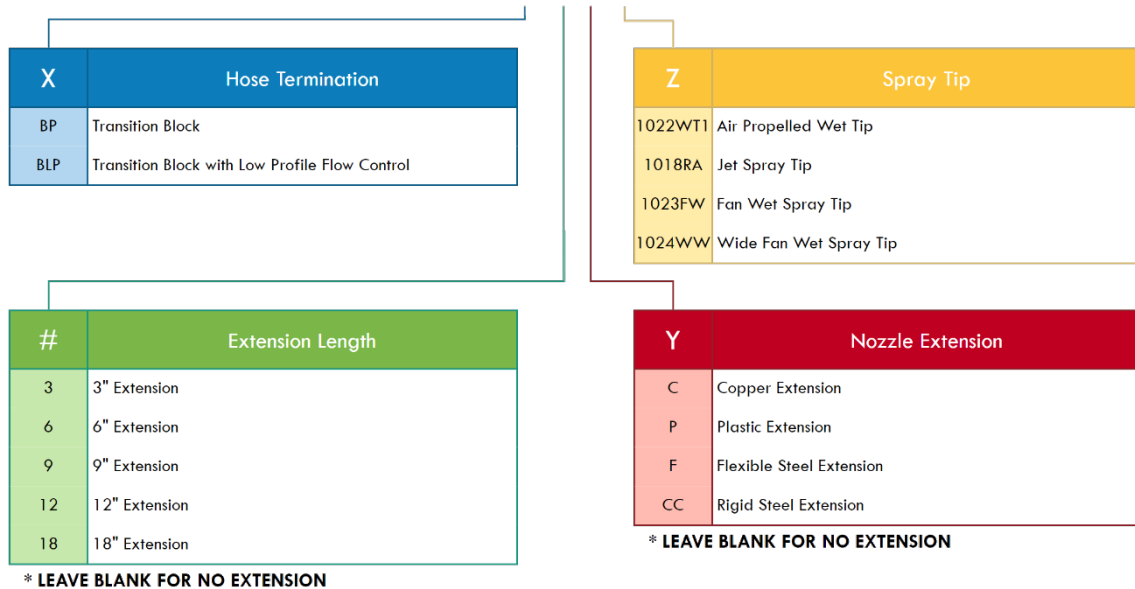 X Hose Termination
BP Transition Block
BLP Transition Block with Low Profile Flow Control
Z Spray Tip
1022WT1 Air Propelled Wet Tip
1018RA Jet Spray Tip
1023FW Fan Wet Spray Tip
1024WW Wide Fan Wet Spray Tip
# Extension Length
3 3" Extension
6 6" Extension
9 9" Extension
12 12" Extension
18 18" Extension
* LEAVE BLANK FOR NO EXTENSION
Y Nozzle Extension
C Copper Extension
P Plastic Extension
F Flexible Steel Extension
CC Rigid Steel Extension
* LEAVE BLANK FOR NO EXTENSION